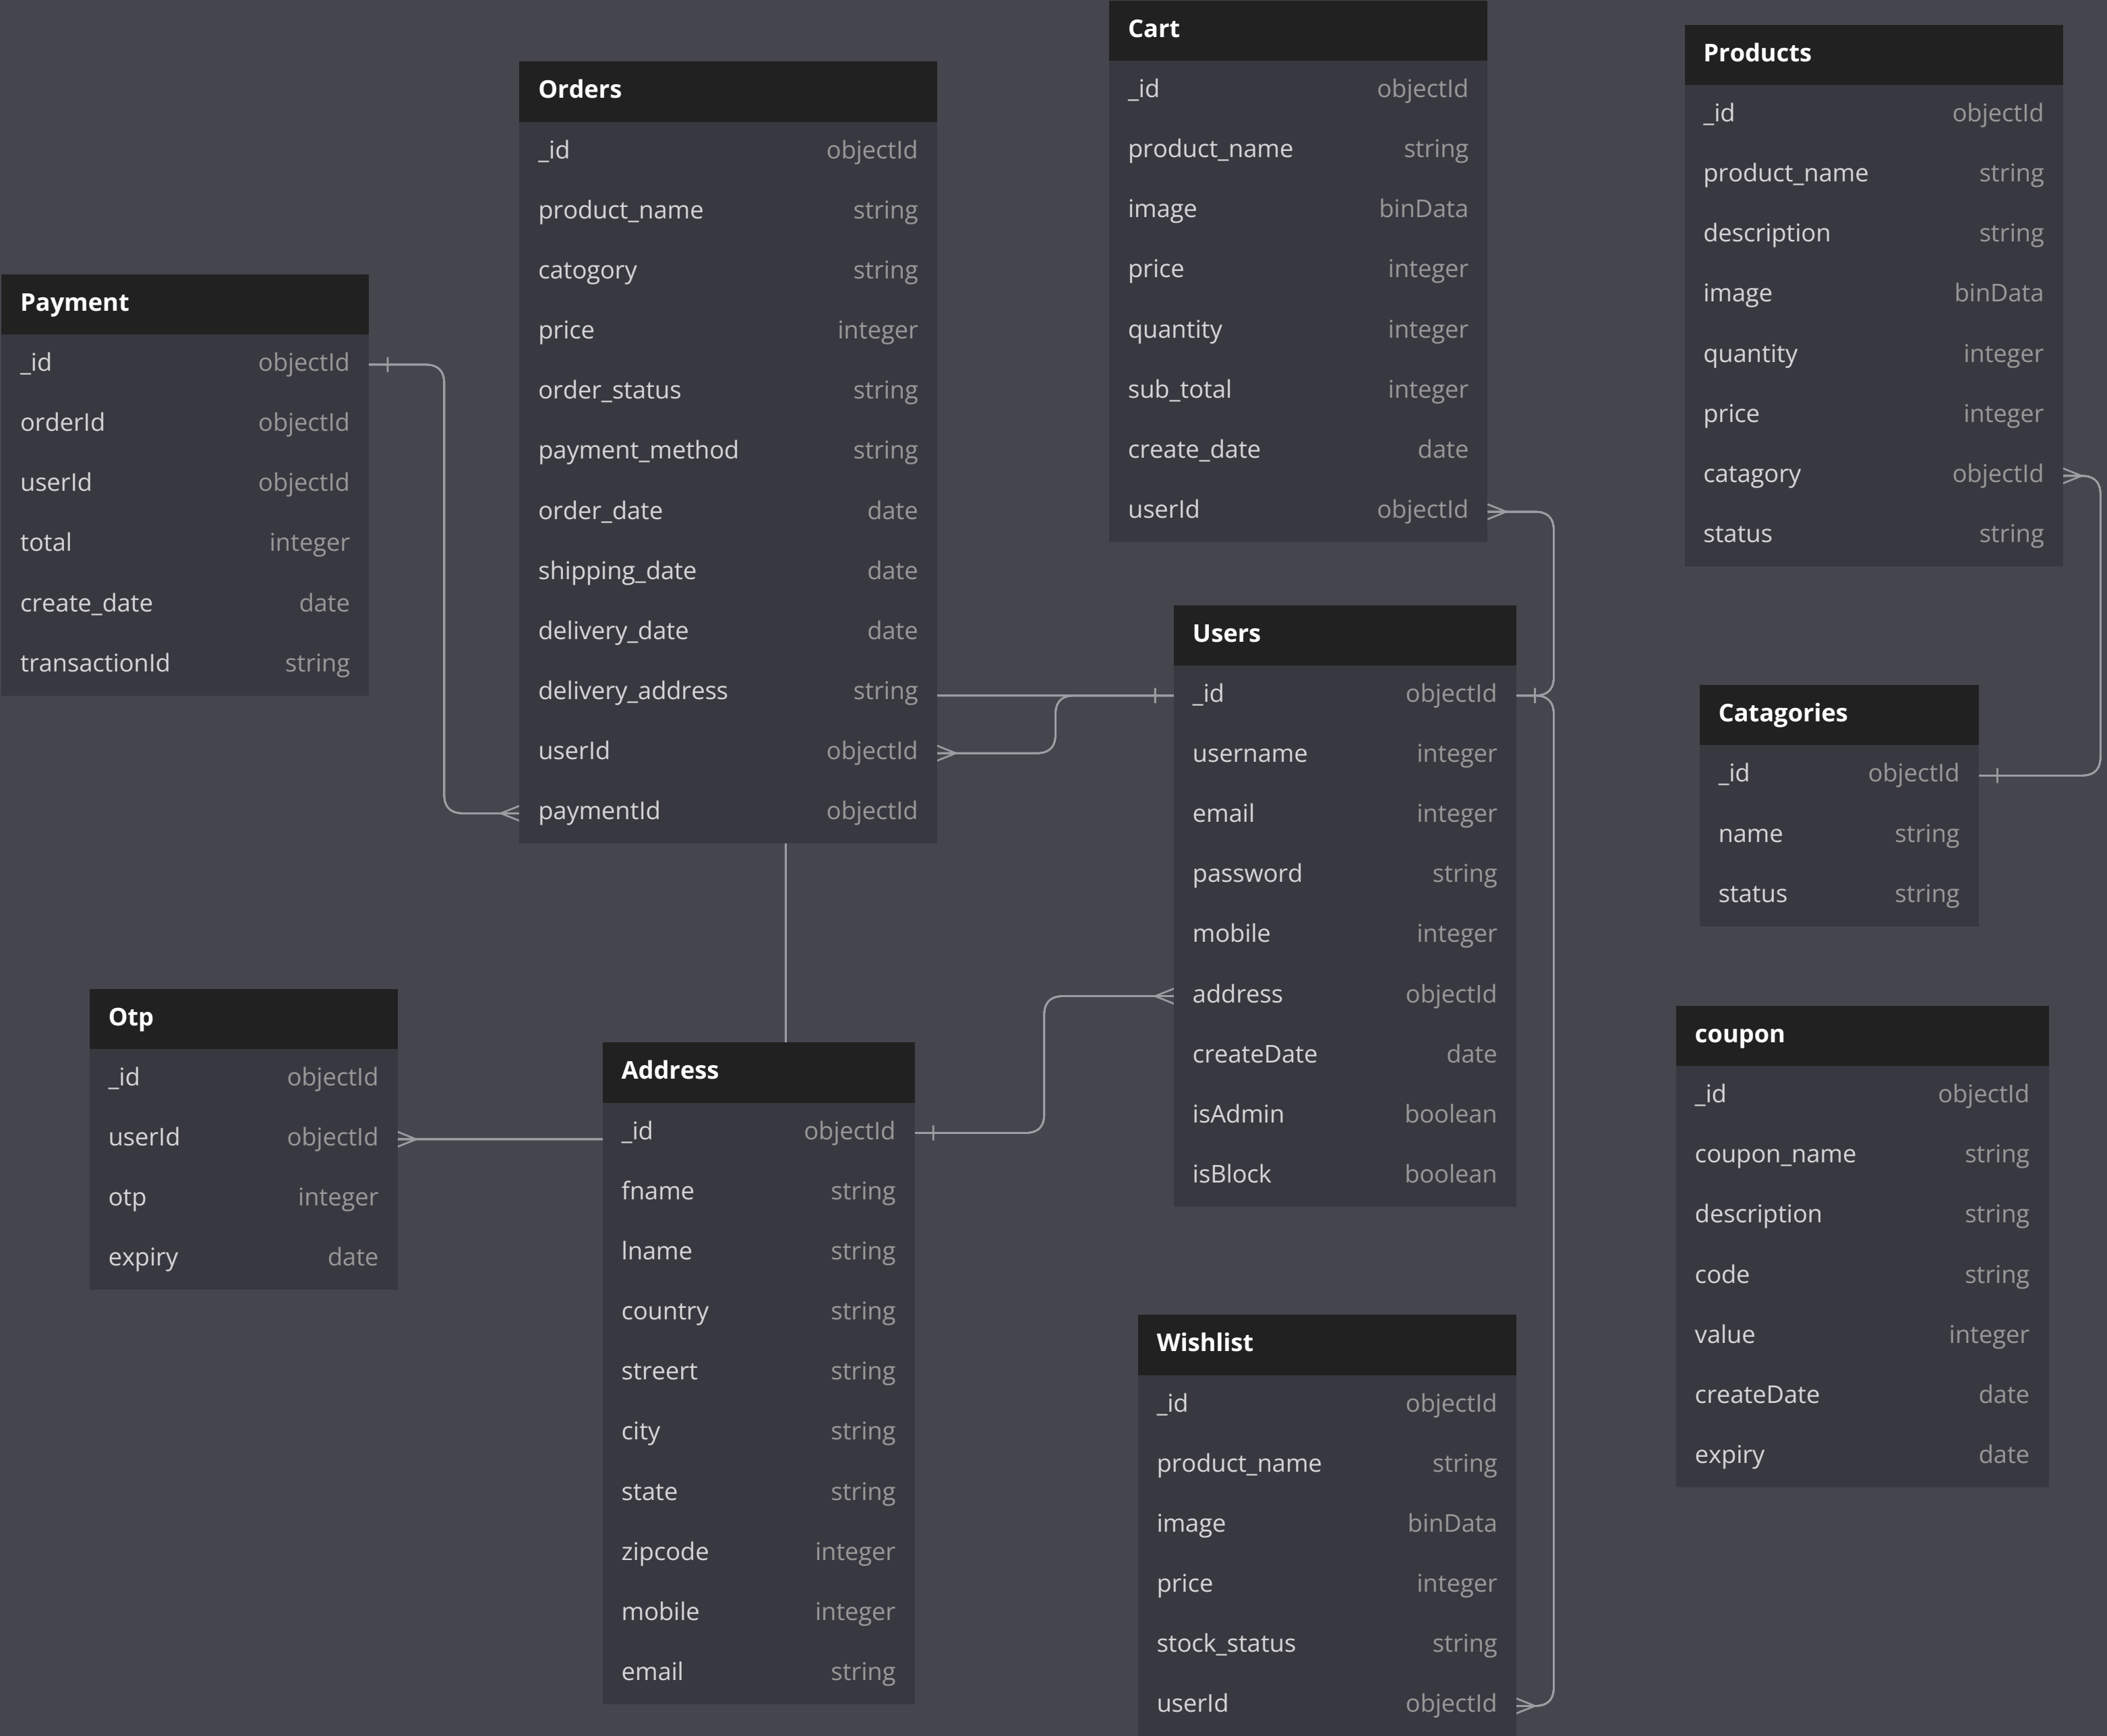 Payment
_id objectId
orderId objectId
userId objectId
total integer
create_date date
transactionId string
Orders
_id objectId
product_name string
catogory string
price integer
order_status string
payment_method string
order_date date
shipping_date date
delivery_date date
delivery_address string
userId objectId
paymentId objectId
Cart
_id objectId
product_name string
image binData
price integer
quantity integer
sub_total integer
create_date date
userId objectId
Products
_id objectId
product_name string
description string
image binData
quantity integer
price integer
catagory objectId
status string
Users
_id objectId
username integer
email integer
password string
mobile integer
address objectId
createDate date
isAdmin boolean
isBlock boolean
Catagories
_id objectId
name string
status string
Otp
_id objectId
userId objectId
otp integer
expiry date
Address
_id objectId
fname string
lname string
country string
streert string
city string
state string
zipcode integer
mobile integer
email string
Wishlist
_id objectId
product_name string
image binData
price integer
stock_status string
userId objectId
coupon
_id objectId
coupon_name string
description string
code string
value integer
createDate date
expiry date